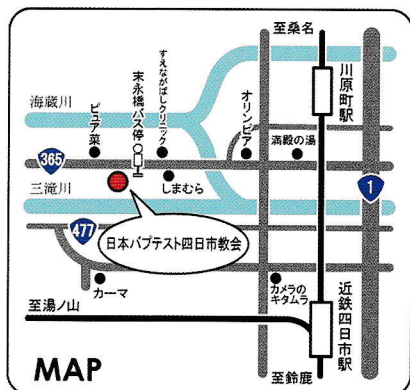 至桑名
川原町駅
海蔵川
ピュア菜
末永橋バス停
すえながばしクリニック
オリンピア
満殿の湯
365
しまむら
三滝川
1
477
日本バプテスト四日市教会
カーマ
カメラの
キタムラ
近鉄四日市駅
至湯ノ山
至鈴鹿
MAP